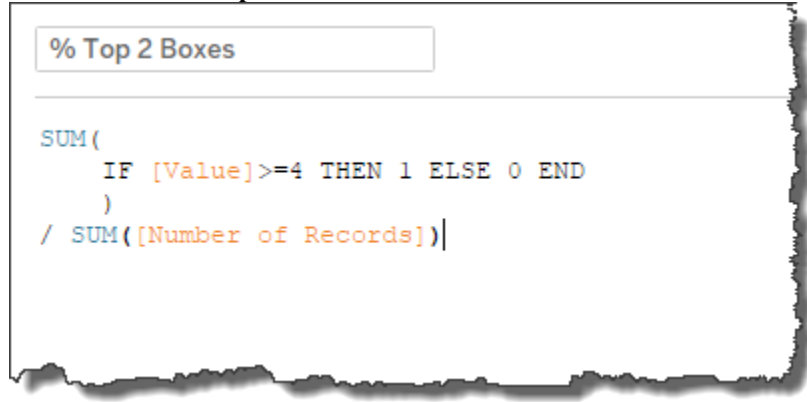 % Top 2 Boxes
SUM(
IF [Value]>=4 THEN 1 ELSE 0 END
)
/ SUM([Number of Records])